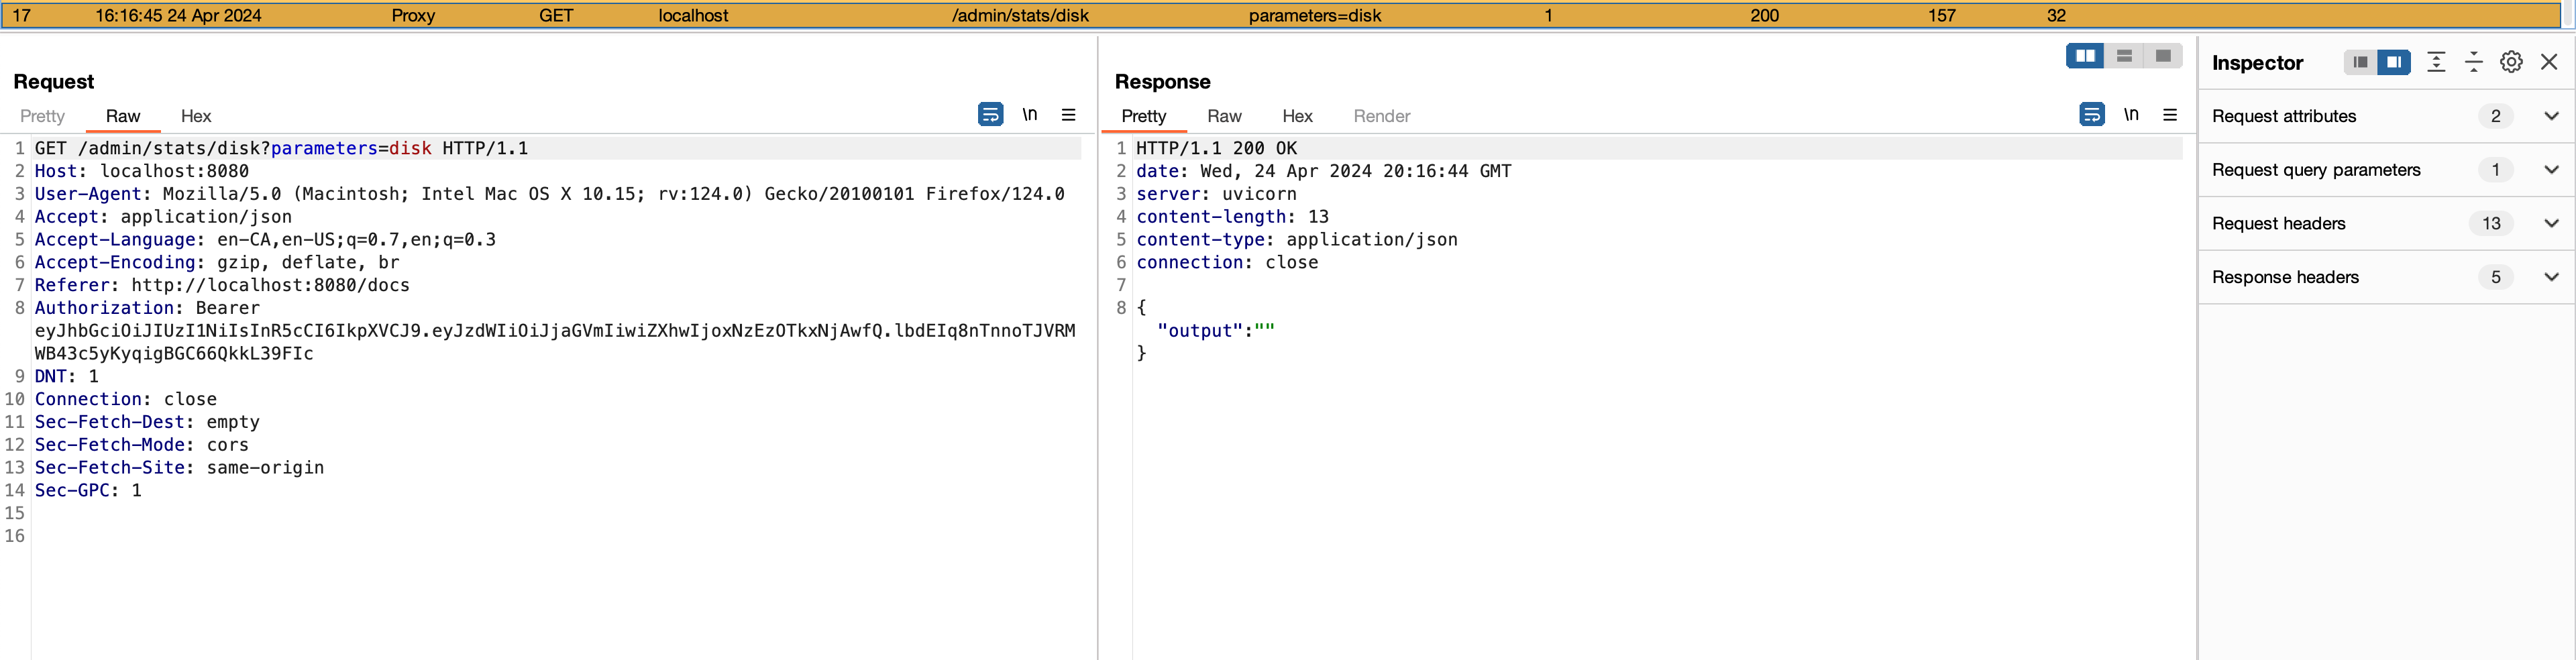 17 16:16:45 24 Apr 2024 Proxy GET localhost /admin/stats/disk parameters=disk 1 200 157 32
Request
Pretty Raw Hex \n
1 GET /admin/stats/disk?parameters=disk HTTP/1.1
2 Host: localhost:8080
3 User-Agent: Mozilla/5.0 (Macintosh; Intel Mac OS X 10.15; rv:124.0) Gecko/20100101 Firefox/124.0
4 Accept: application/json
5 Accept-Language: en-CA,en-US;q=0.7,en;q=0.3
6 Accept-Encoding: gzip, deflate, br
7 Referer: http://localhost:8080/docs
8 Authorization: Bearer
eyJhbGciOiJIUzI1NiIsInR5cCI6IkpXVCJ9.eyJzdWIiOiJjaGVmIiwiZXhwIjoxNzEzOTkxNjAwfQ.lbdEIq8nTnnoTJVRM
WB43c5yKyqigBGC66QkkL39FIc
9 DNT: 1
10 Connection: close
11 Sec-Fetch-Dest: empty
12 Sec-Fetch-Mode: cors
13 Sec-Fetch-Site: same-origin
14 Sec-GPC: 1
15
16
Response
Pretty Raw Hex Render \n
1 HTTP/1.1 200 OK
2 date: Wed, 24 Apr 2024 20:16:44 GMT
3 server: uvicorn
4 content-length: 13
5 content-type: application/json
6 connection: close
7
8 {
"output":""
}
Inspector
Request attributes 2
Request query parameters 1
Request headers 13
Response headers 5